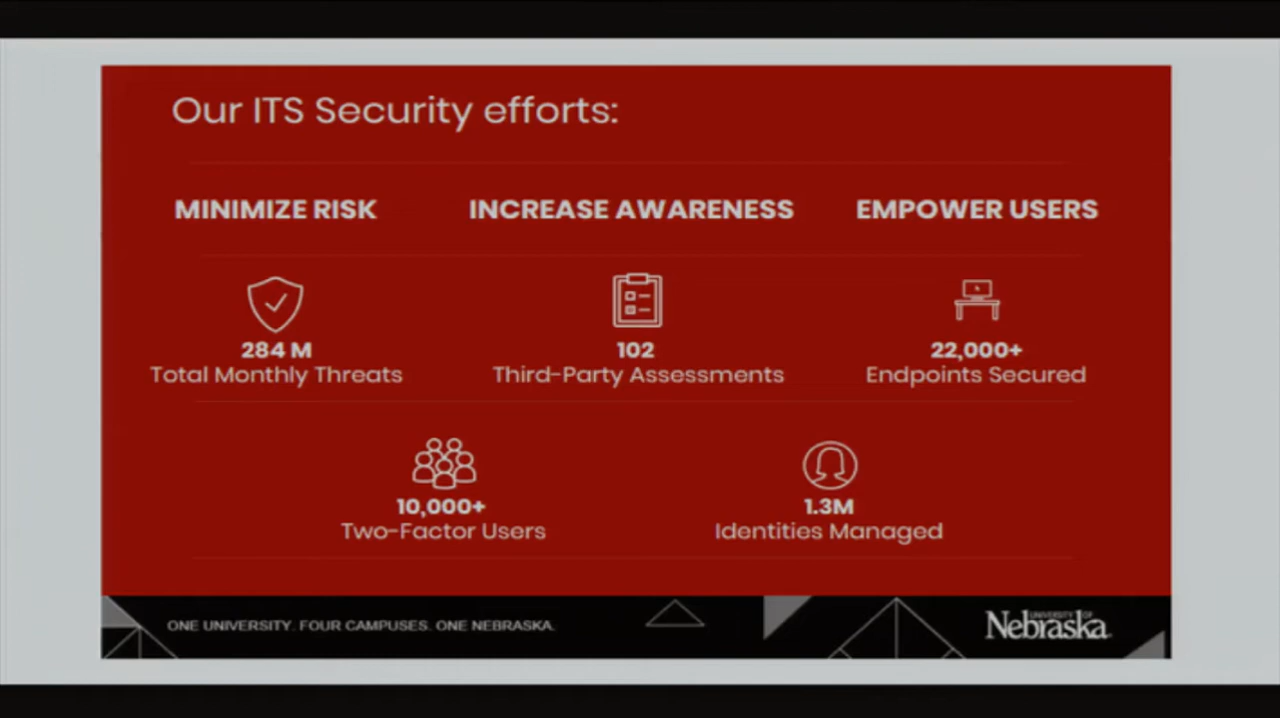 Our ITS Security efforts:
MINIMIZE RISK
INCREASE AWARENESS
EMPOWER USERS
284 M
Total Monthly Threats
102
Third-Party Assessments
22,000+
Endpoints Secured
10,000+
Two-Factor Users
1.3M
Identities Managed
ONE UNIVERSITY. FOUR CAMPUSES. ONE NEBRASKA.
UNIVERSITY OF
Nebraska